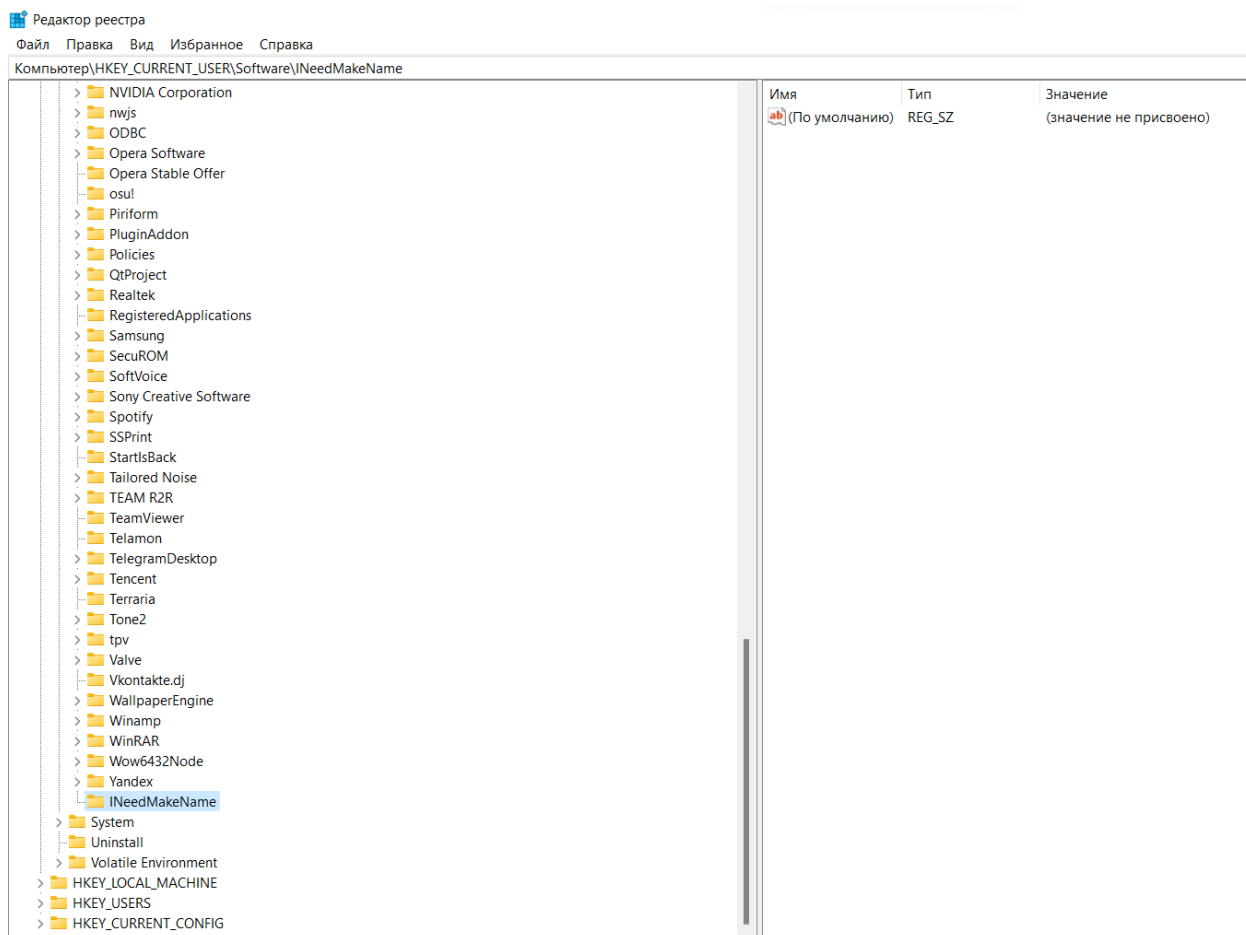 Редактор реестра
Файл Правка Вид Избранное Справка
Компьютер\HKEY_CURRENT_USER\Software\INeedMakeName
NVIDIA Corporation
nwjs
ODBC
Opera Software
Opera Stable Offer
osu!
Piriform
PluginAddon
Policies
QtProject
Realtek
RegisteredApplications
Samsung
SecuROM
SoftVoice
Sony Creative Software
Spotify
SSPrint
StartIsBack
Tailored Noise
TEAM R2R
TeamViewer
Telamon
TelegramDesktop
Tencent
Terraria
Tone2
tpv
Valve
Vkontakte.dj
WallpaperEngine
Winamp
WinRAR
Wow6432Node
Yandex
INeedMakeName
System
Uninstall
Volatile Environment
HKEY_LOCAL_MACHINE
HKEY_USERS
HKEY_CURRENT_CONFIG
Имя Тип Значение
ab (По умолчанию) REG_SZ (значение не присвоено)